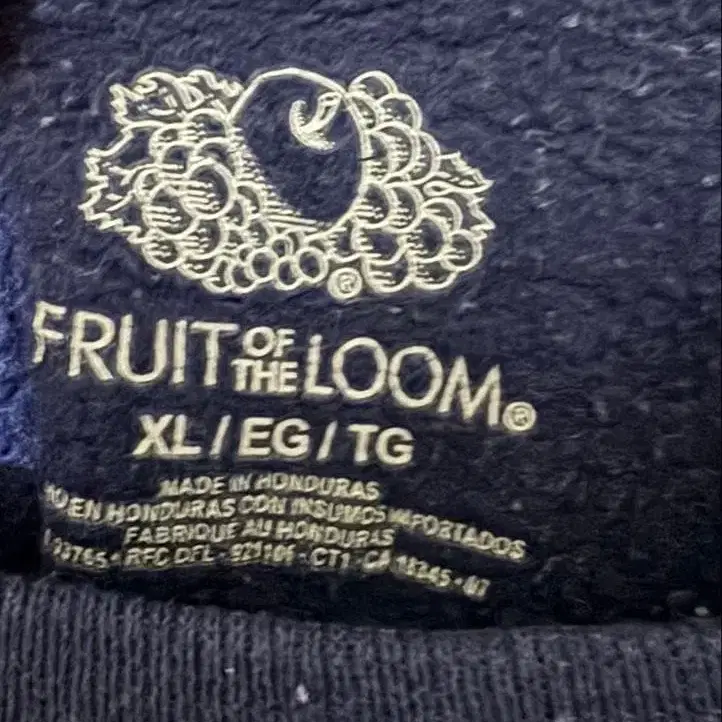 FRUIT OF THE LOOM®
XL / EG / TG
MADE IN HONDURAS
EN HONDURAS CON INSUMOS IMPORTADOS
FABRIQUE AU HONDURAS
RFC DFL - 921106 - CT1 CA